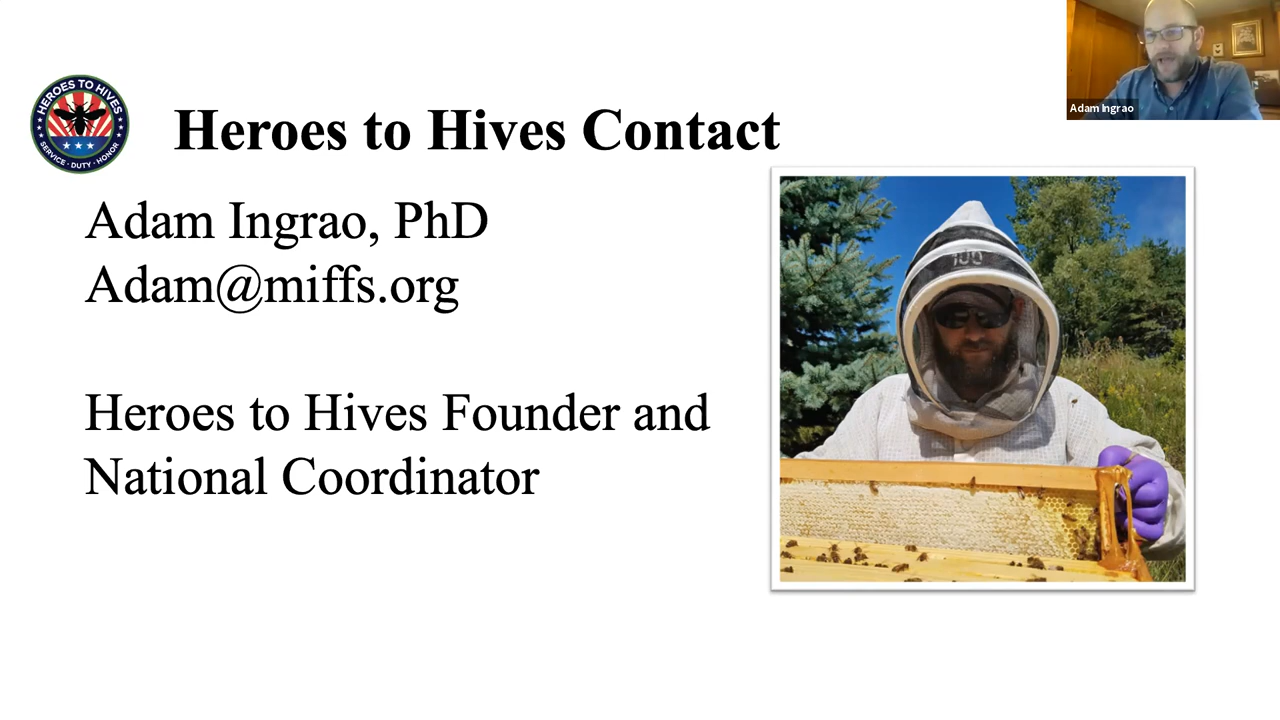 HEROES TO HIVES
SERVICE · DUTY · HONOR
Heroes to Hives Contact
Adam Ingrao
Adam Ingrao, PhD
Adam@miffs.org
Heroes to Hives Founder and
National Coordinator
100